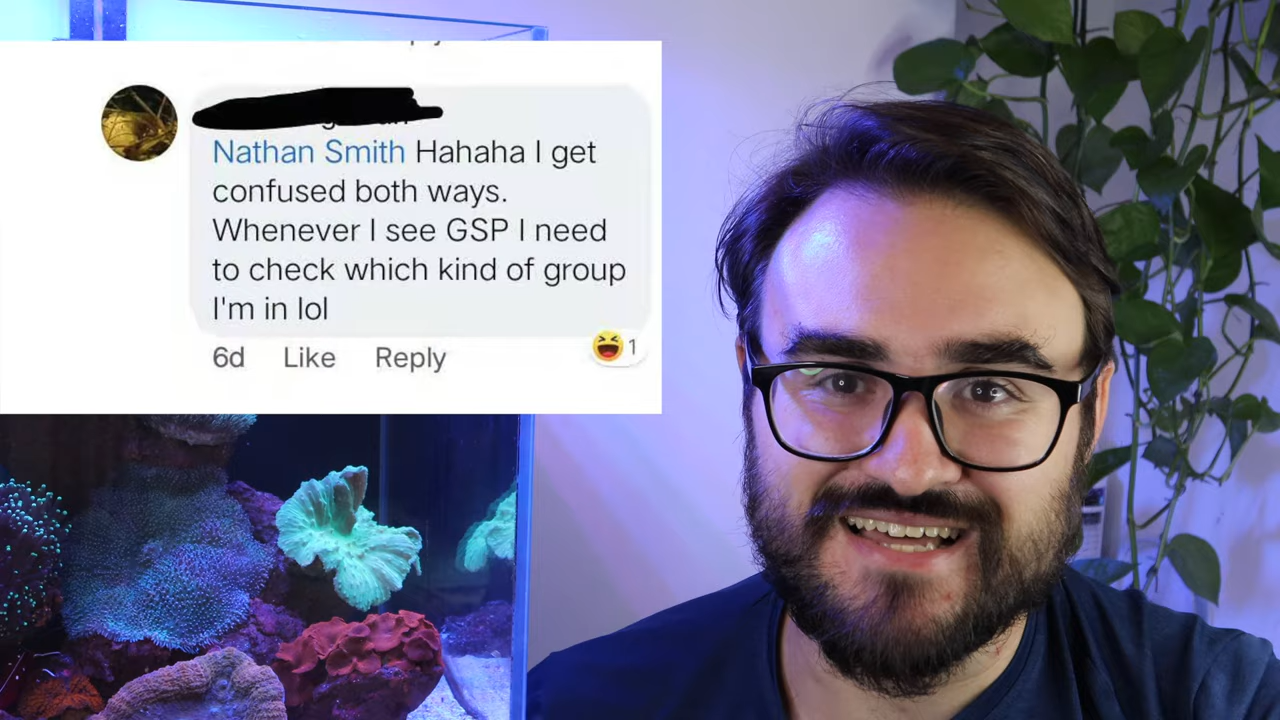 Nathan Smith Hahaha I get
confused both ways.
Whenever I see GSP I need
to check which kind of group
I'm in lol
6d Like Reply
1